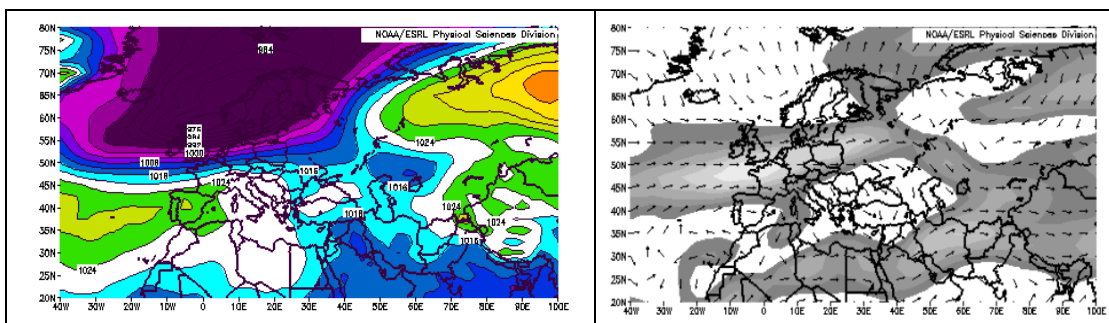 NOAA/ESRL Physical Sciences Division
80N
75N
70N
65N
60N
55N
50N
45N
40N
35N
30N
25N
20N
40W 30W 20W 10W 0 10E 20E 30E 40E 50E 60E 70E 80E 90E 100E
984
976
984
992
1000
1008
1016
1024
1024
1016
1016
1024
1024
1016
1016
1024
NOAA/ESRL Physical Sciences Division
80N
75N
70N
65N
60N
55N
50N
45N
40N
35N
30N
25N
20N
40W 30W 20W 10W 0 10E 20E 30E 40E 50E 60E 70E 80E 90E 100E